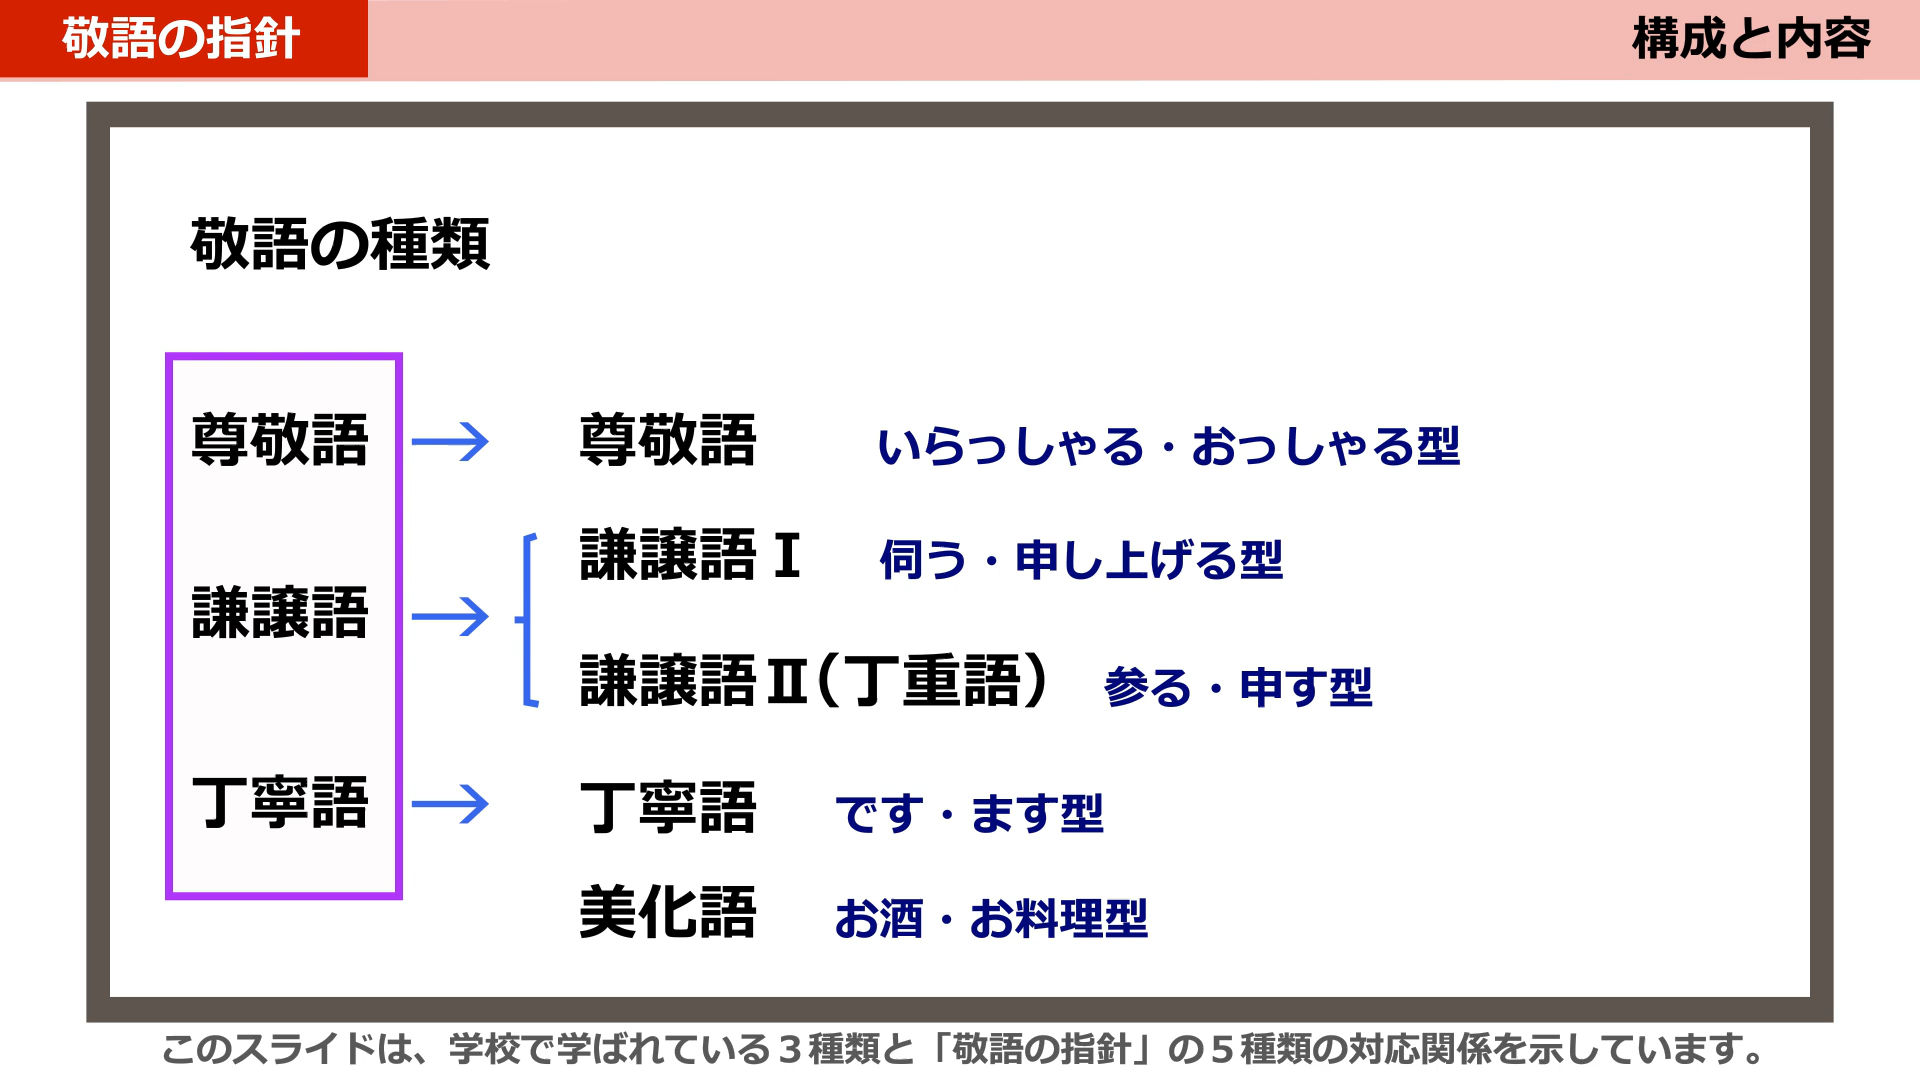 敬語の指針
構成と内容
敬語の種類
尊敬語
尊敬語 いらっしゃる・おっしゃる型
謙譲語Ⅰ 伺う・申し上げる型
謙譲語
謙譲語Ⅱ(丁重語) 参る・申す型
丁寧語
丁寧語 です・ます型
美化語 お酒・お料理型
このスライドは、学校で学ばれている３種類と「敬語の指針」の５種類の対応関係を示しています。